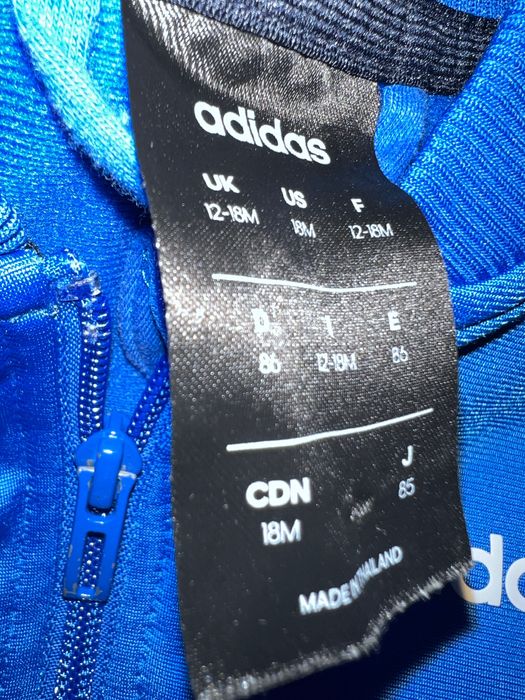 adidas
UK US F
12-18M 18M 12-18M
D I E
86 12-18M 86
CDN J
18M 85
MADE IN THAILAND